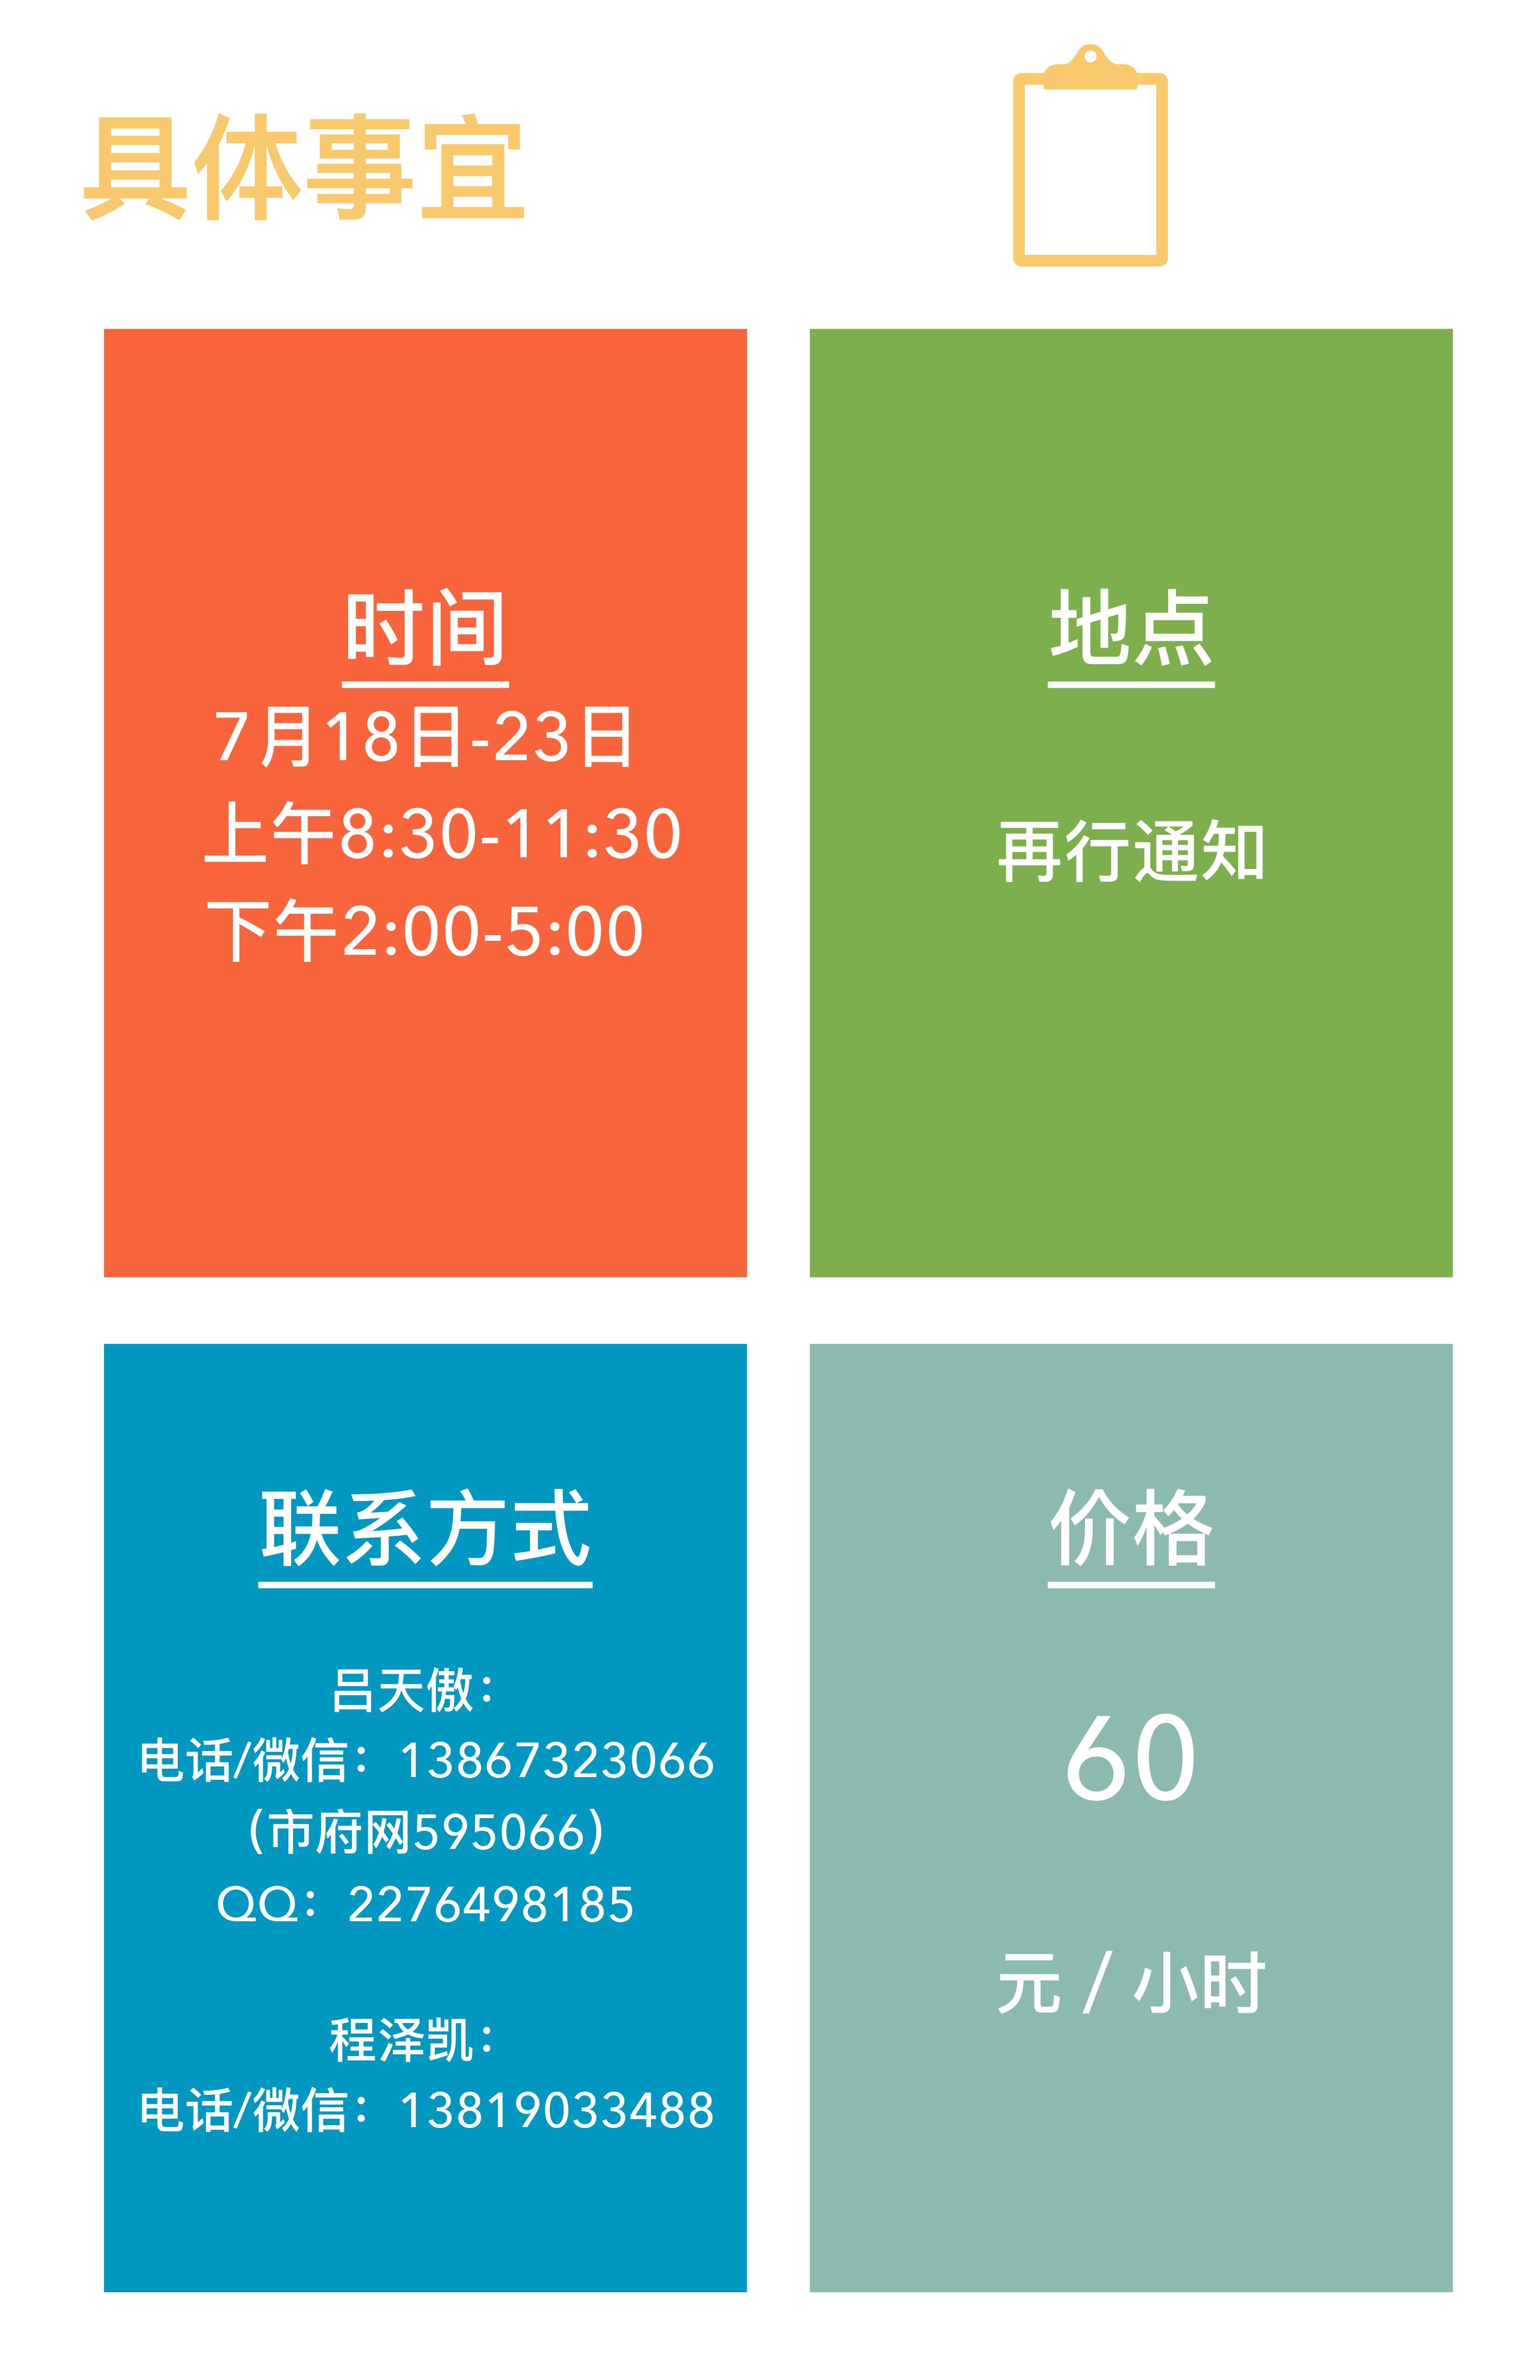 具体事宜
时间
7月18日-23日
上午8:30-11:30
下午2:00-5:00
地点
再行通知
联系方式
吕天傲：
电话/微信：13867323066
（市府网595066）
QQ：2276498185
程泽凯：
电话/微信：13819033488
价格
60
元 / 小时